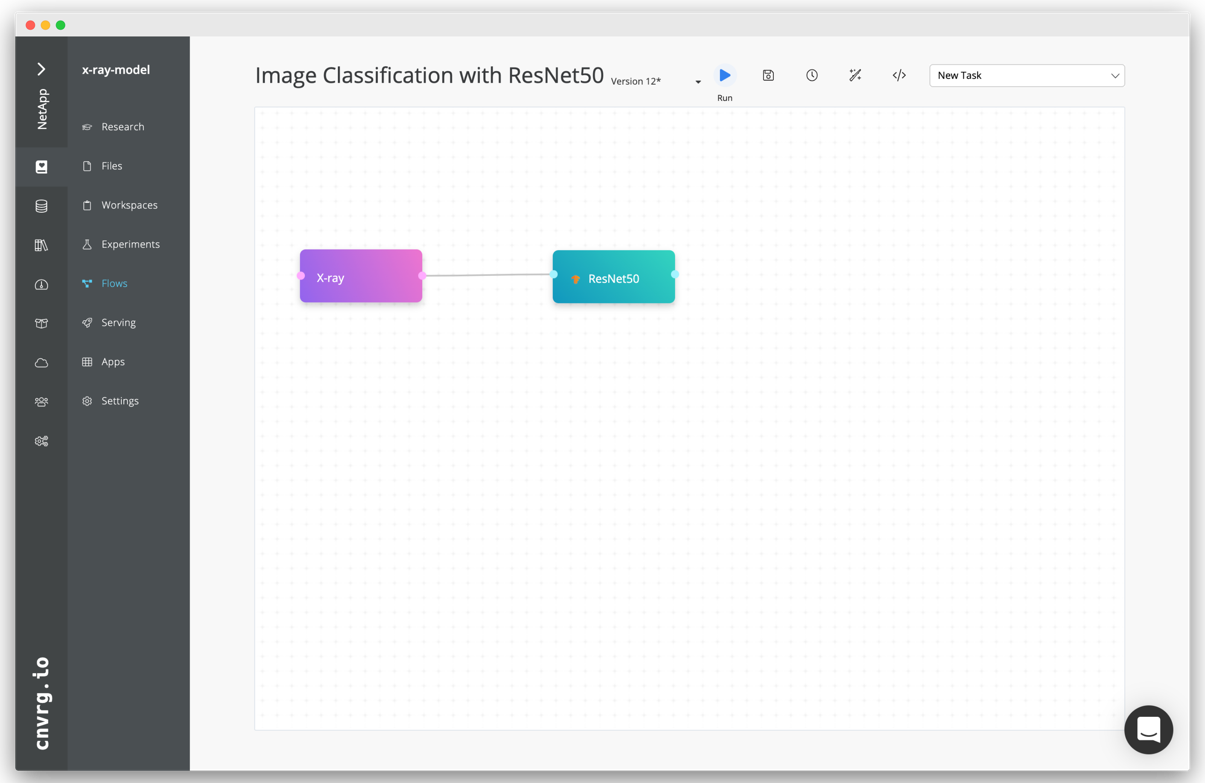 NetApp
cnvrg.io
x-ray-model
Research
Files
Workspaces
Experiments
Flows
Serving
Apps
Settings
Image Classification with ResNet50 Version 12*
Run
New Task
X-ray
ResNet50